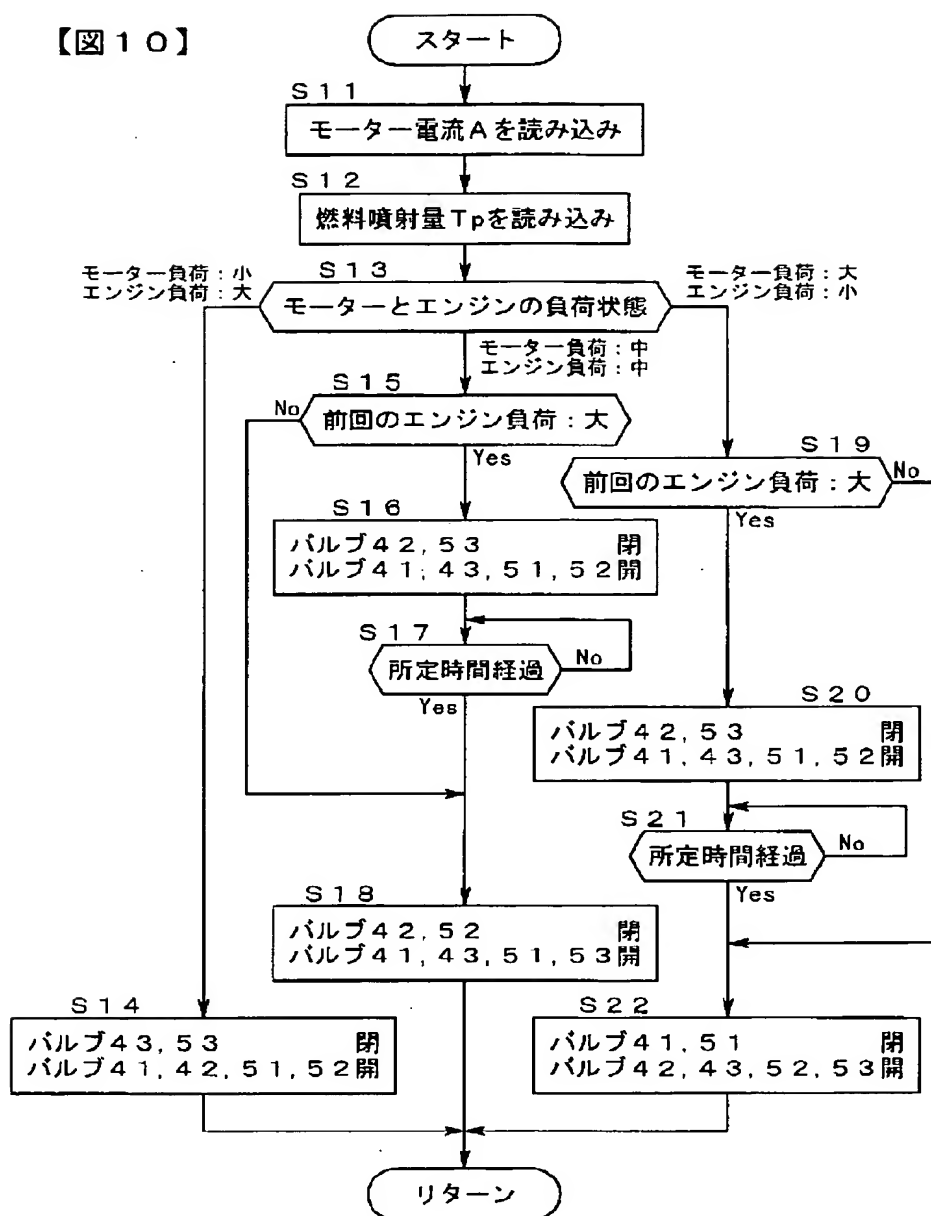 【図10】
スタート
S11
モーター電流Aを読み込み
S12
燃料噴射量Tpを読み込み
S13
モーター負荷:小
エンジン負荷:大
モーターとエンジンの負荷状態
モーター負荷:大
エンジン負荷:小
モーター負荷:中
エンジン負荷:中
S15
No
前回のエンジン負荷:大
Yes
S19
前回のエンジン負荷:大
No
Yes
S16
バルブ42,53 閉
バルブ41,43,51,52開
S17
所定時間経過
No
Yes
S20
バルブ42,53 閉
バルブ41,43,51,52開
S21
所定時間経過
No
Yes
S18
バルブ42,52 閉
バルブ41,43,51,53開
S14
バルブ43,53 閉
バルブ41,42,51,52開
S22
バルブ41,51 閉
バルブ42,43,52,53開
リターン